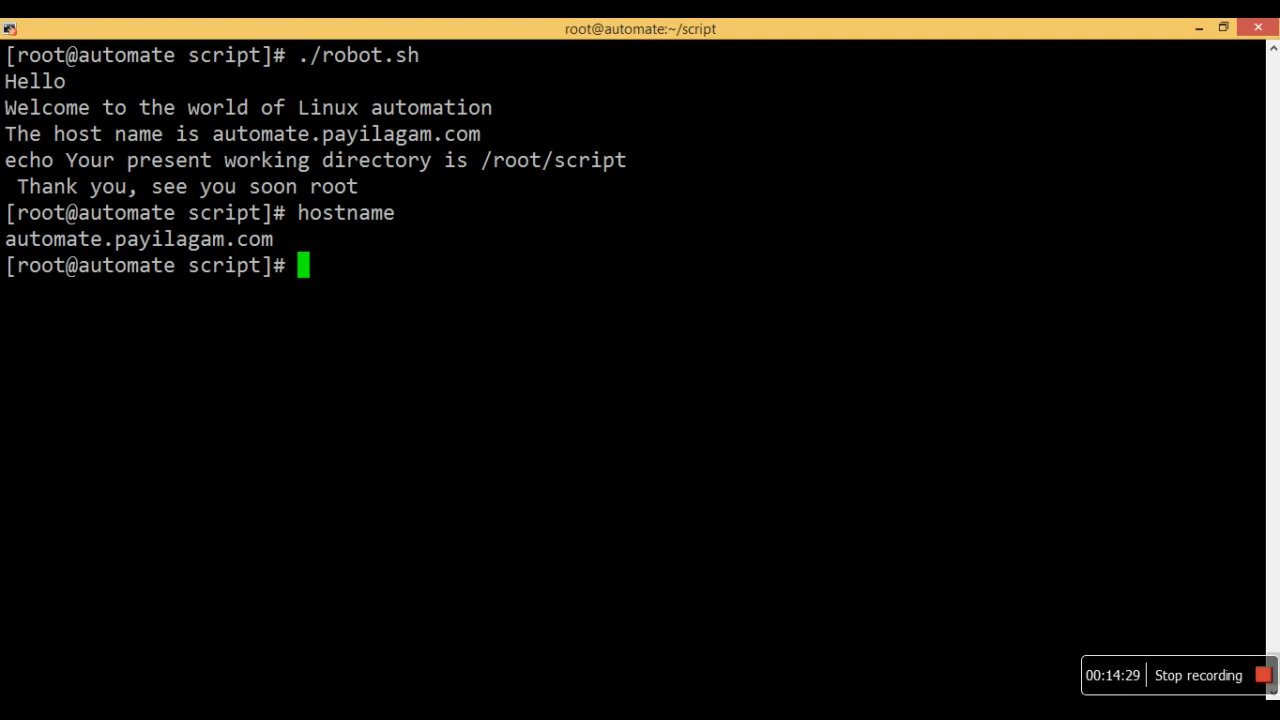 root@automate:~/script
[root@automate script]# ./robot.sh
Hello
Welcome to the world of Linux automation
The host name is automate.payilagam.com
echo Your present working directory is /root/script
 Thank you, see you soon root
[root@automate script]# hostname
automate.payilagam.com
[root@automate script]#
00:14:29 Stop recording